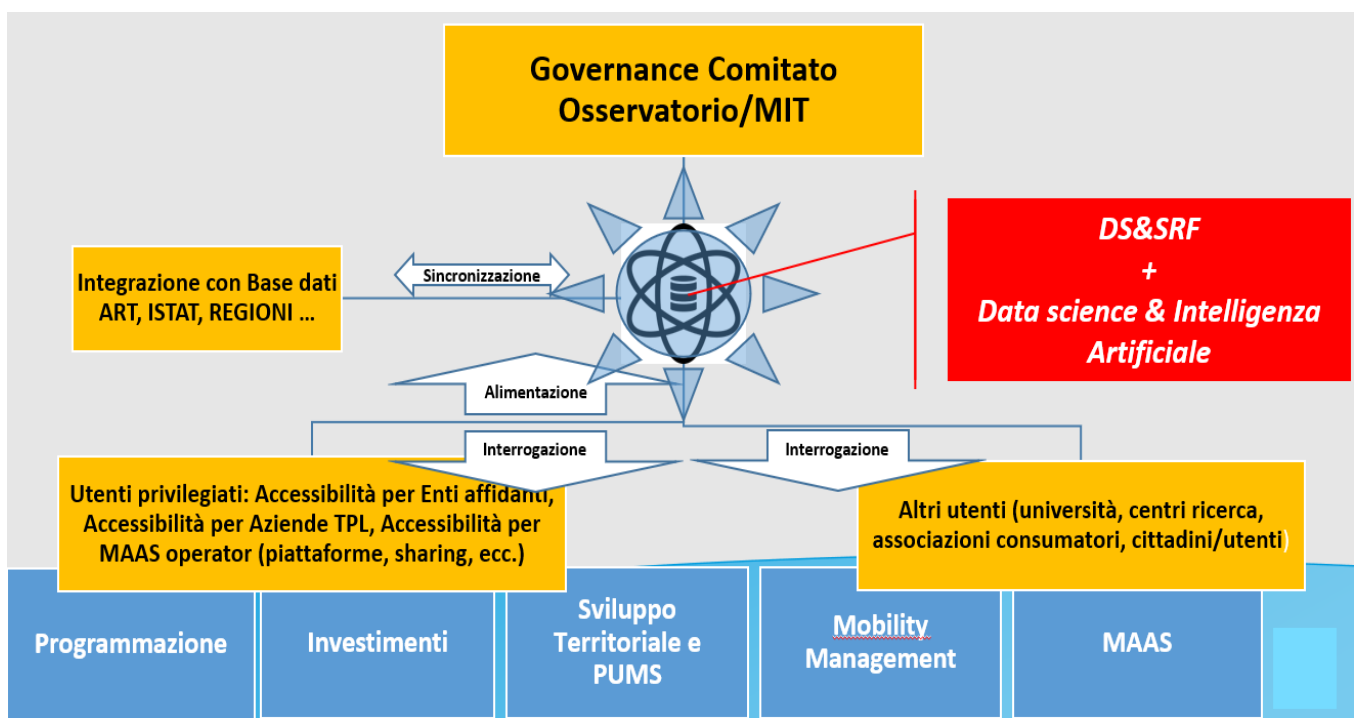 Governance Comitato
Osservatorio/MIT
DS&SRF
+
Data science & Intelligenza
Artificiale
Integrazione con Base dati
ART, ISTAT, REGIONI ...
Sincronizzazione
Alimentazione
Interrogazione
Interrogazione
Utenti privilegiati: Accessibilità per Enti affidanti,
Accessibilità per Aziende TPL, Accessibilità per
MAAS operator (piattaforme, sharing, ecc.)
Altri utenti (università, centri ricerca,
associazioni consumatori, cittadini/utenti)
Programmazione
Investimenti
Sviluppo
Territoriale e
PUMS
Mobility
Management
MAAS